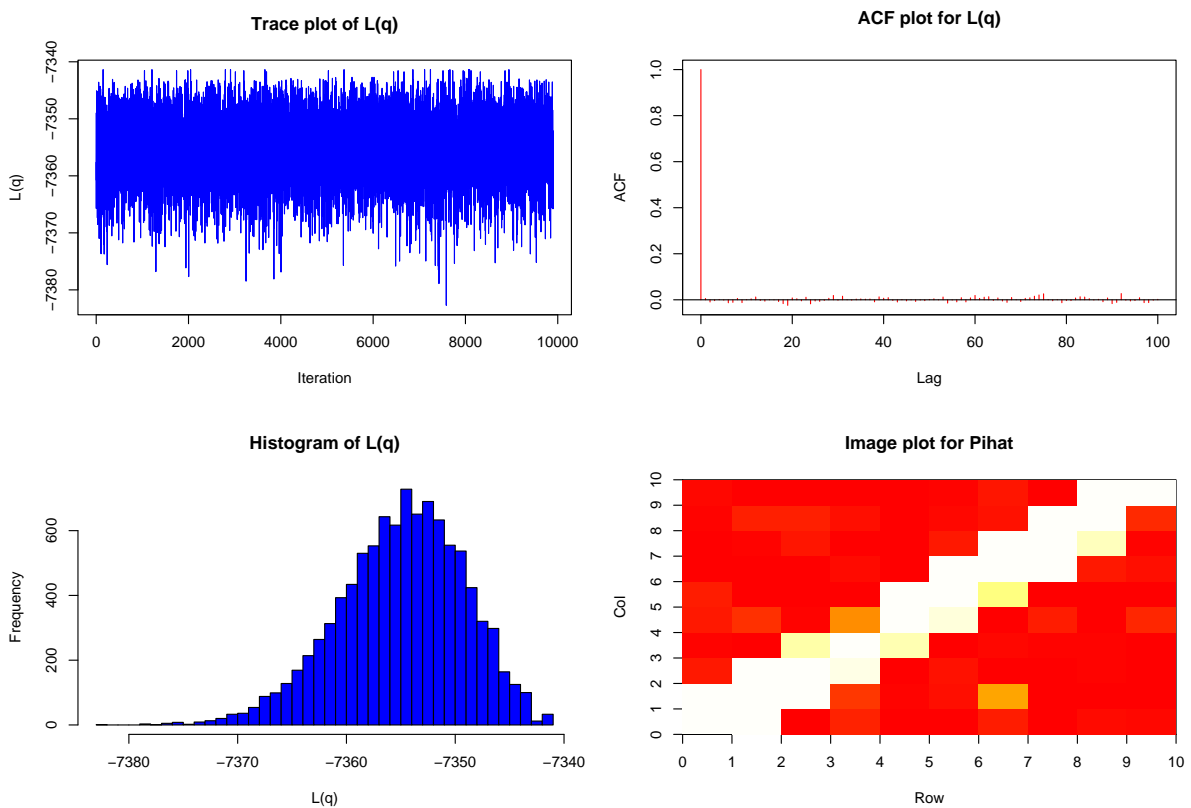 Trace plot of L(q)
L(q)
−7340
−7350
−7360
−7370
−7380
0 2000 4000 6000 8000 10000
Iteration
ACF plot for L(q)
ACF
1.0
0.8
0.6
0.4
0.2
0.0
0 20 40 60 80 100
Lag
Histogram of L(q)
Frequency
600
400
200
0
−7380 −7370 −7360 −7350 −7340
L(q)
Image plot for Pihat
Col
10
9
8
7
6
5
4
3
2
1
0
0 1 2 3 4 5 6 7 8 9 10
Row